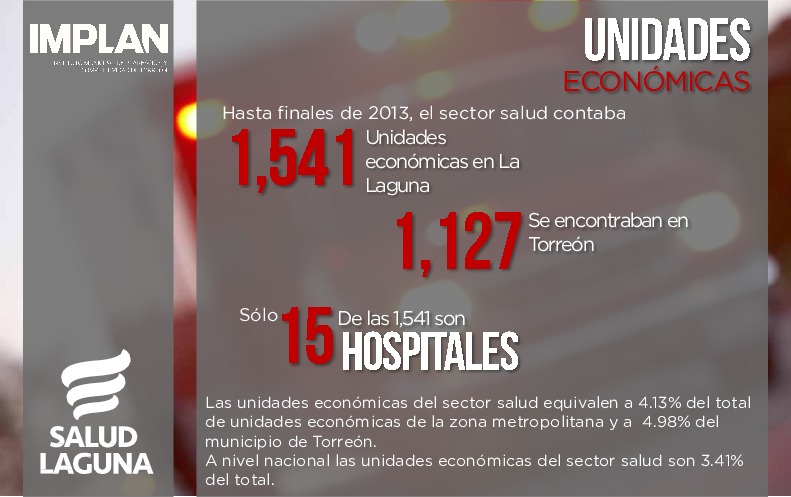 IMPLAN
UNIDADES
ECONÓMICAS
Hasta finales de 2013, el sector salud contaba
1,541 Unidades
económicas en La
Laguna
1,127 Se encontraban en
Torreón
Sólo 15 De las 1,541 son
HOSPITALES
Las unidades económicas del sector salud equivalen a 4.13% del total
de unidades económicas de la zona metropolitana y a 4.98% del
municipio de Torreón.
A nivel nacional las unidades económicas del sector salud son 3.41%
del total.
SALUD
LAGUNA